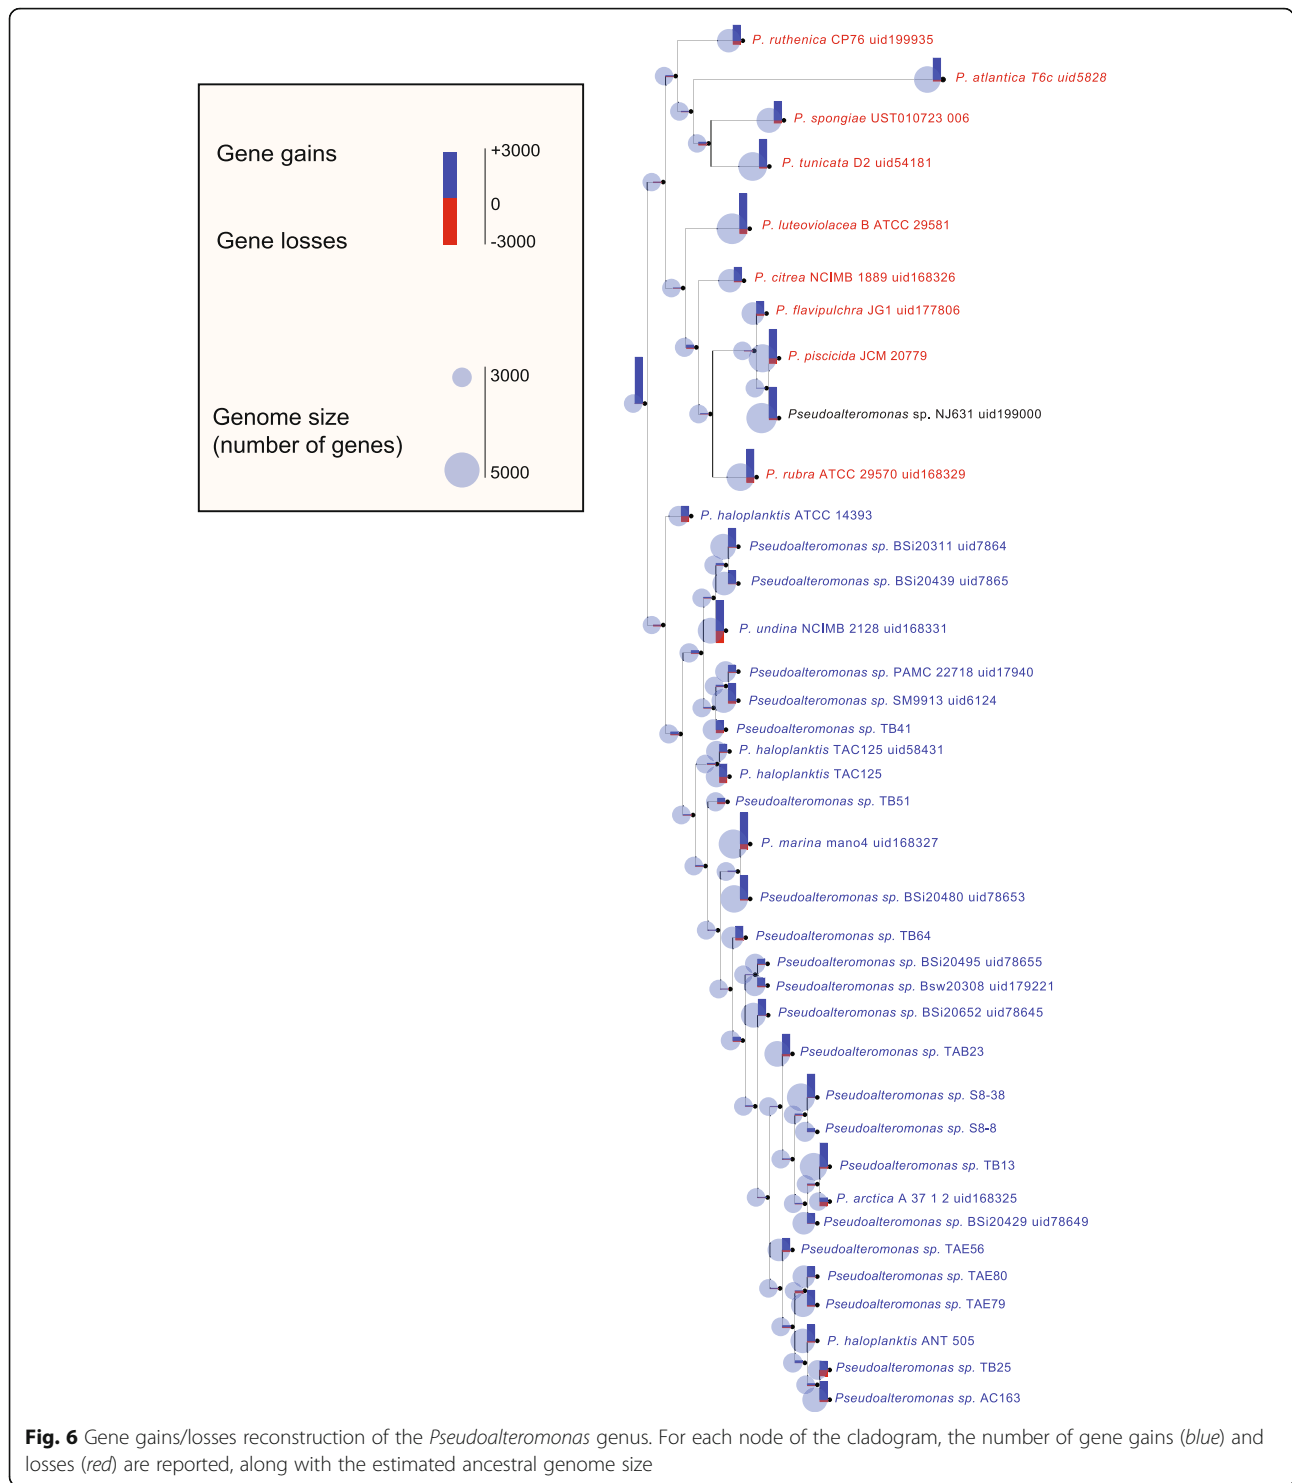 Gene gains
+3000
0
Gene losses
-3000
3000
Genome size
(number of genes)
5000
P. ruthenica CP76 uid199935
P. atlantica T6c uid5828
P. spongiae UST010723 006
P. tunicata D2 uid54181
P. luteoviolacea B ATCC 29581
P. citrea NCIMB 1889 uid168326
P. flavipulchra JG1 uid177806
P. piscicida JCM 20779
Pseudoalteromonas sp. NJ631 uid199000
P. rubra ATCC 29570 uid168329
P. haloplanktis ATCC 14393
Pseudoalteromonas sp. BSi20311 uid7864
Pseudoalteromonas sp. BSi20439 uid7865
P. undina NCIMB 2128 uid168331
Pseudoalteromonas sp. PAMC 22718 uid17940
Pseudoalteromonas sp. SM9913 uid6124
Pseudoalteromonas sp. TB41
P. haloplanktis TAC125 uid58431
P. haloplanktis TAC125
Pseudoalteromonas sp. TB51
P. marina mano4 uid168327
Pseudoalteromonas sp. BSi20480 uid78653
Pseudoalteromonas sp. TB64
Pseudoalteromonas sp. BSi20495 uid78655
Pseudoalteromonas sp. Bsw20308 uid179221
Pseudoalteromonas sp. BSi20652 uid78645
Pseudoalteromonas sp. TAB23
Pseudoalteromonas sp. S8-38
Pseudoalteromonas sp. S8-8
Pseudoalteromonas sp. TB13
P. arctica A 37 1 2 uid168325
Pseudoalteromonas sp. BSi20429 uid78649
Pseudoalteromonas sp. TAE56
Pseudoalteromonas sp. TAE80
Pseudoalteromonas sp. TAE79
P. haloplanktis ANT 505
Pseudoalteromonas sp. TB25
Pseudoalteromonas sp. AC163
Fig. 6 Gene gains/losses reconstruction of the Pseudoalteromonas genus. For each node of the cladogram, the number of gene gains (blue) and
losses (red) are reported, along with the estimated ancestral genome size